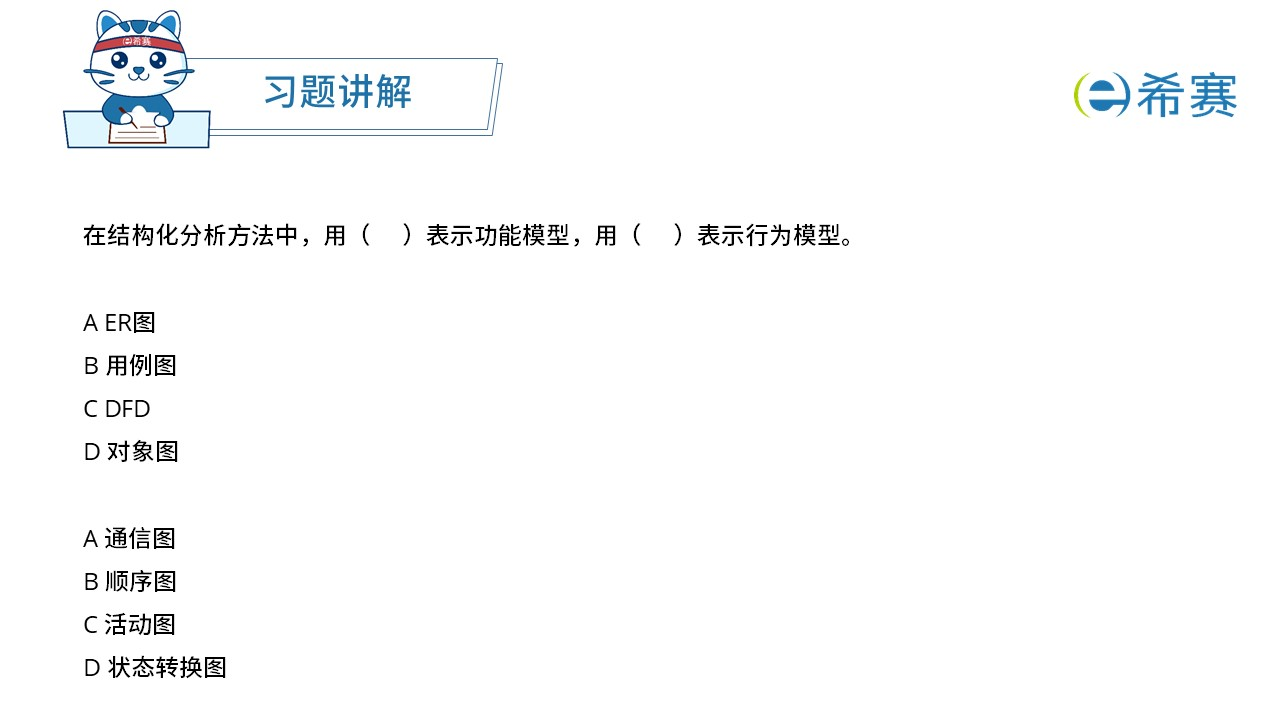 希赛
习题讲解
希赛
在结构化分析方法中，用（ ）表示功能模型，用（ ）表示行为模型。
A ER图
B 用例图
C DFD
D 对象图
A 通信图
B 顺序图
C 活动图
D 状态转换图